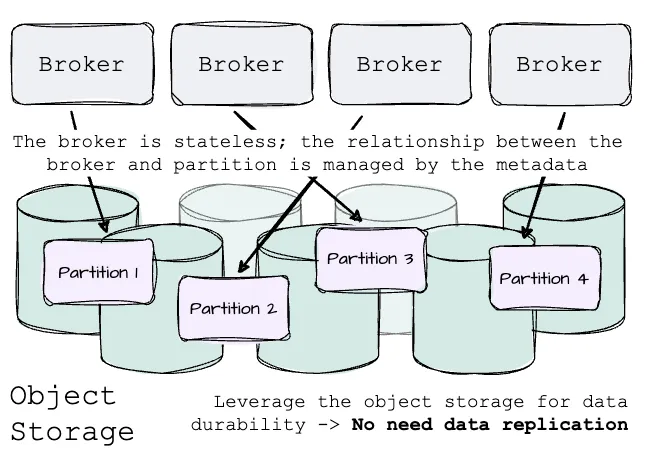 Broker
Broker
Broker
Broker
The broker is stateless; the relationship between the
broker and partition is managed by the metadata
Partition 1
Partition 2
Partition 3
Partition 4
Object
Storage
Leverage the object storage for data
durability -> No need data replication